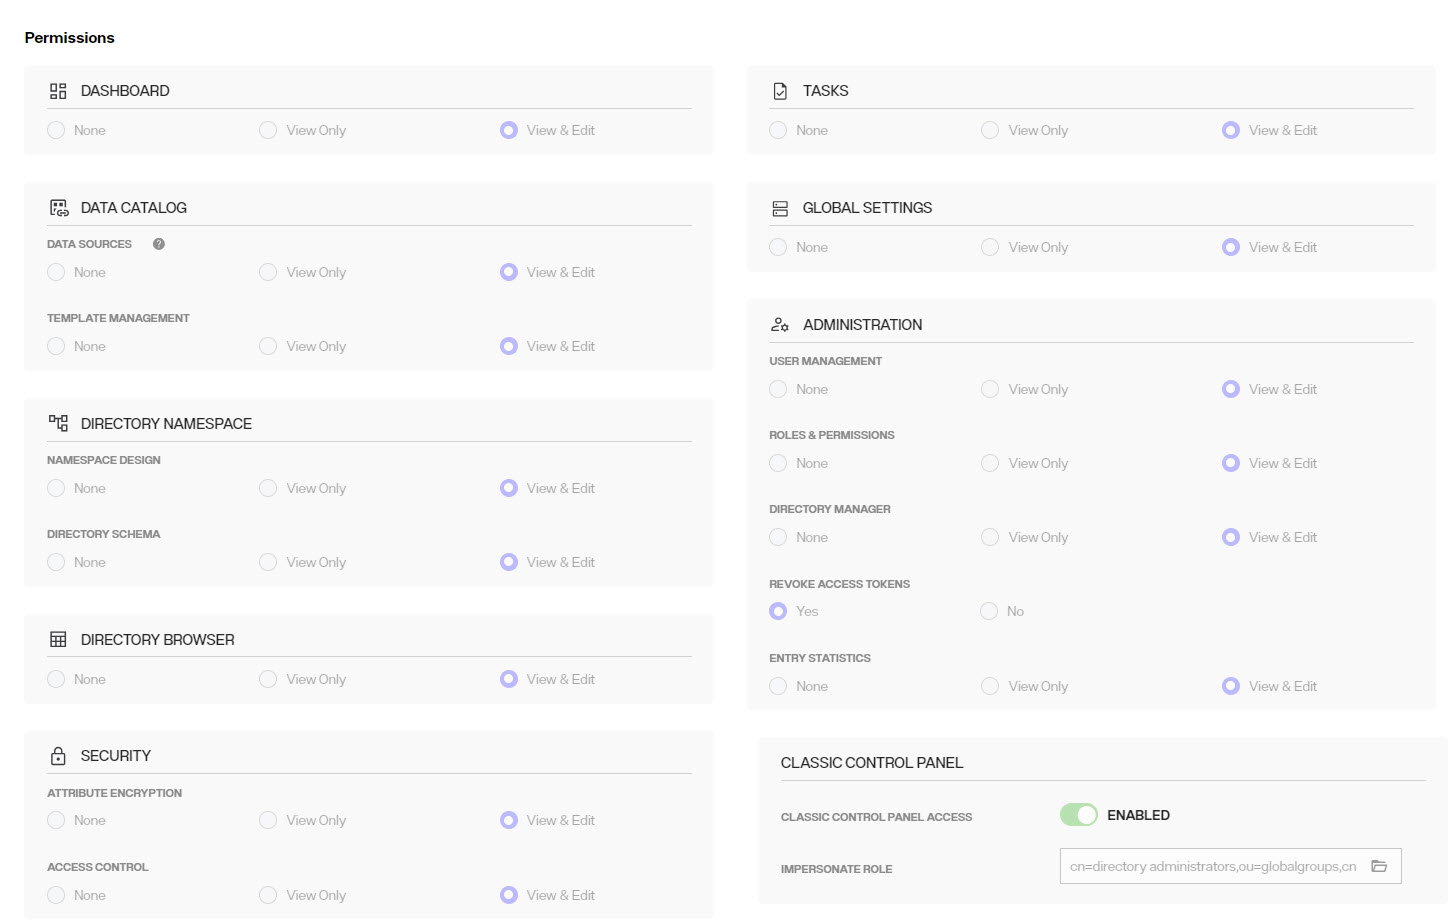 Permissions
DASHBOARD
None View Only View & Edit
DATA CATALOG
DATA SOURCES ?
None View Only View & Edit
TEMPLATE MANAGEMENT
None View Only View & Edit
DIRECTORY NAMESPACE
NAMESPACE DESIGN
None View Only View & Edit
DIRECTORY SCHEMA
None View Only View & Edit
DIRECTORY BROWSER
None View Only View & Edit
SECURITY
ATTRIBUTE ENCRYPTION
None View Only View & Edit
ACCESS CONTROL
None View Only View & Edit
TASKS
None View Only View & Edit
GLOBAL SETTINGS
None View Only View & Edit
ADMINISTRATION
USER MANAGEMENT
None View Only View & Edit
ROLES & PERMISSIONS
None View Only View & Edit
DIRECTORY MANAGER
None View Only View & Edit
REVOKE ACCESS TOKENS
Yes No
ENTRY STATISTICS
None View Only View & Edit
CLASSIC CONTROL PANEL
CLASSIC CONTROL PANEL ACCESS ENABLED
IMPERSONATE ROLE cn=directory administrators,ou=globalgroups,cn